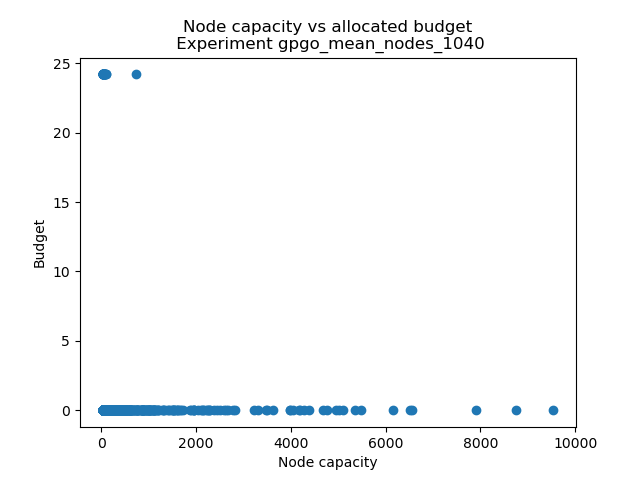 Node capacity vs allocated budget
Experiment gpgo_mean_nodes_1040
25
20
15
10
5
0
Budget
0 2000 4000 6000 8000 10000
Node capacity